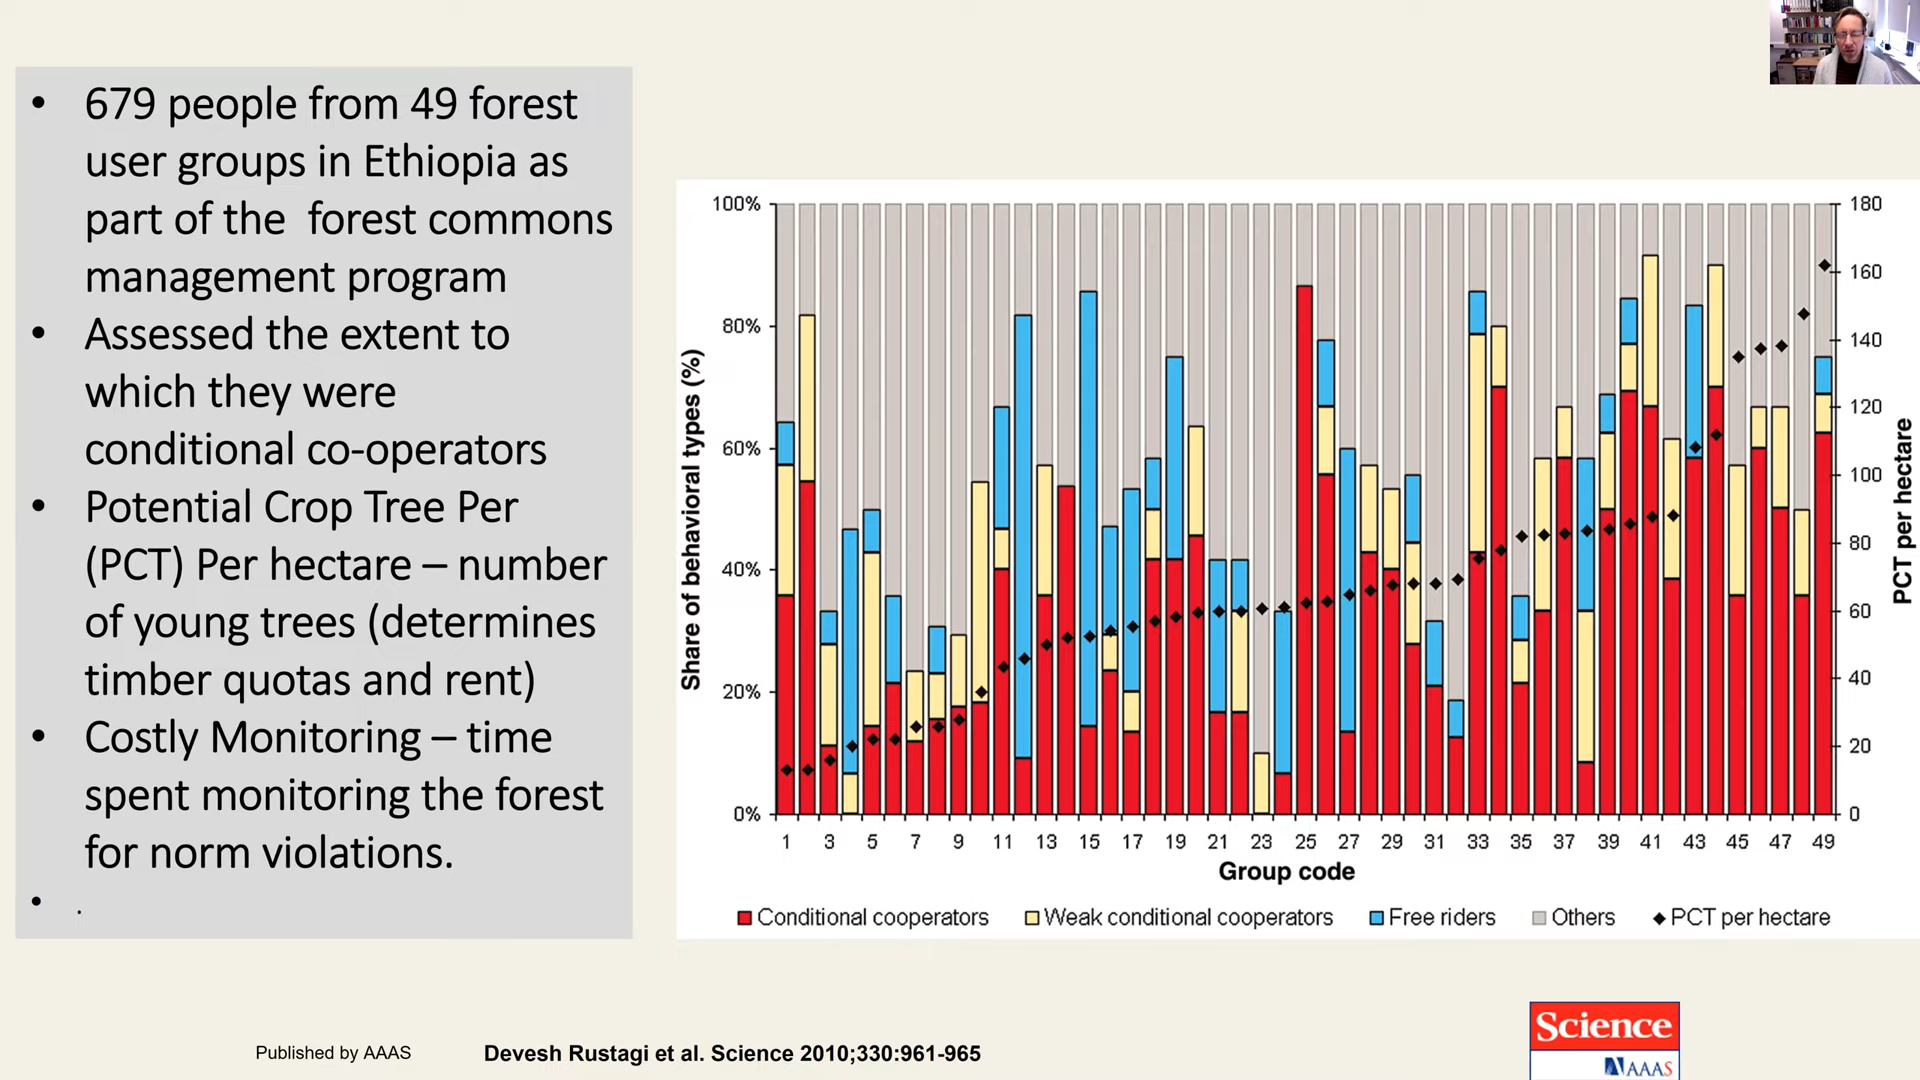 • 679 people from 49 forest
user groups in Ethiopia as
part of the forest commons
management program
• Assessed the extent to
which they were
conditional co-operators
• Potential Crop Tree Per
(PCT) Per hectare – number
of young trees (determines
timber quotas and rent)
• Costly Monitoring – time
spent monitoring the forest
for norm violations.
• .
Share of behavioral types (%)
100%
80%
60%
40%
20%
0%
180
160
140
120
100
80
60
40
20
0
PCT per hectare
1 3 5 7 9 11 13 15 17 19 21 23 25 27 29 31 33 35 37 39 41 43 45 47 49
Group code
Conditional cooperators Weak conditional cooperators Free riders Others PCT per hectare
Published by AAAS
Devesh Rustagi et al. Science 2010;330:961-965
Science
AAAS